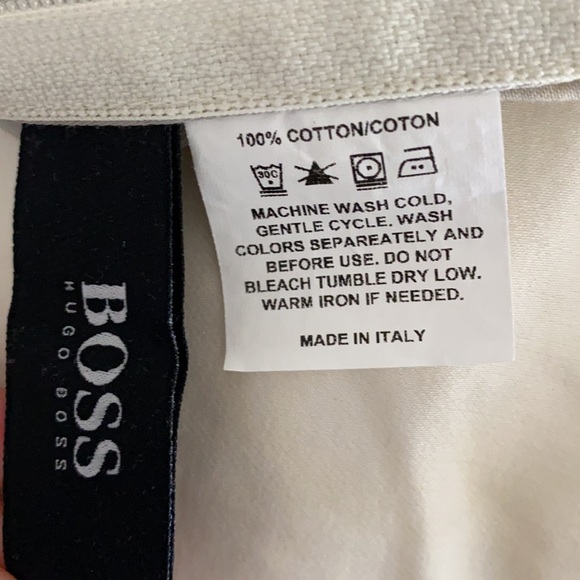 100% COTTON/COTON
30C
MACHINE WASH COLD,
GENTLE CYCLE. WASH
COLORS SEPAREATELY AND
BEFORE USE. DO NOT
BLEACH TUMBLE DRY LOW.
WARM IRON IF NEEDED.
MADE IN ITALY
BOSS
HUGO BOSS